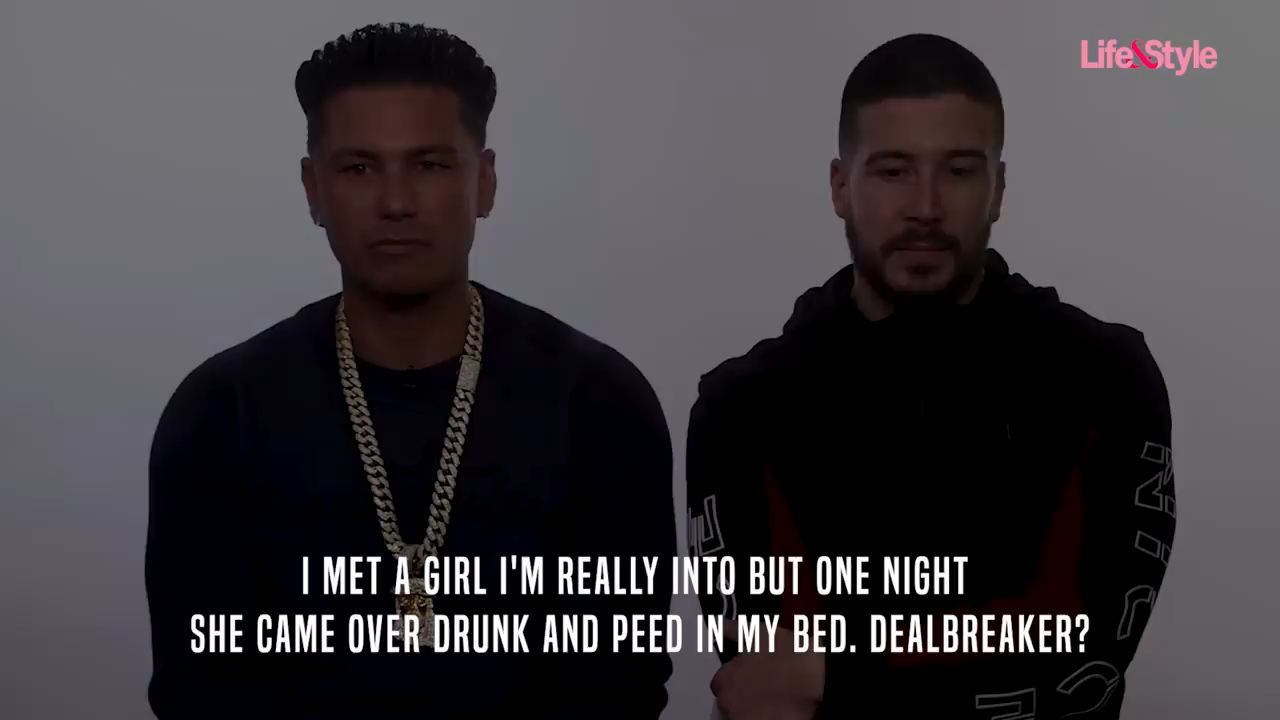 Life&Style
I MET A GIRL I'M REALLY INTO BUT ONE NIGHT
SHE CAME OVER DRUNK AND PEED IN MY BED. DEALBREAKER?